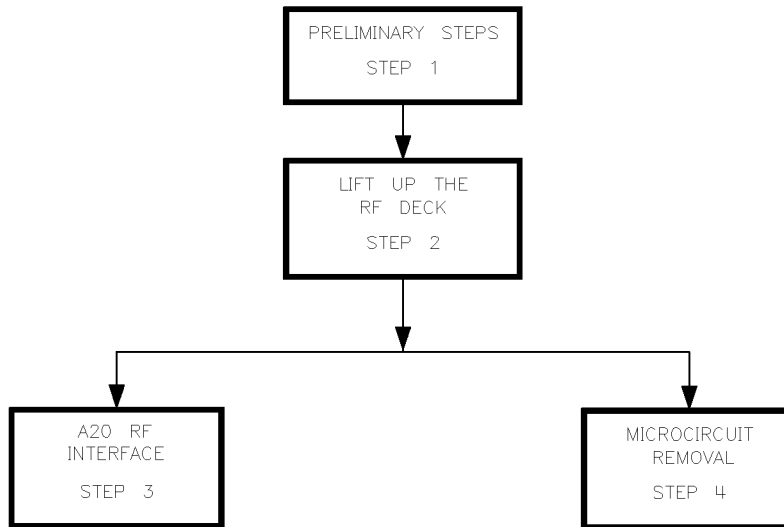 PRELIMINARY STEPS
STEP 1
LIFT UP THE
RF DECK
STEP 2
A20 RF
INTERFACE
STEP 3
MICROCIRCUIT
REMOVAL
STEP 4